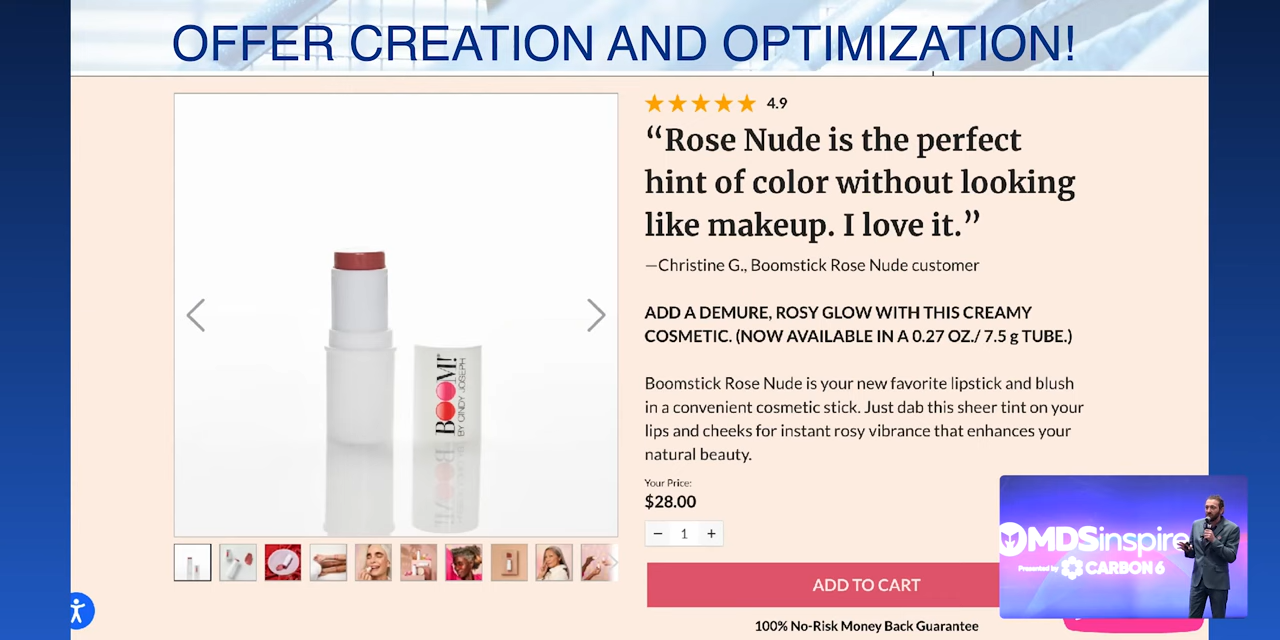 OFFER CREATION AND OPTIMIZATION!
4.9
“Rose Nude is the perfect
hint of color without looking
like makeup. I love it.”
—Christine G., Boomstick Rose Nude customer
ADD A DEMURE, ROSY GLOW WITH THIS CREAMY
COSMETIC. (NOW AVAILABLE IN A 0.27 OZ./ 7.5 g TUBE.)
Boomstick Rose Nude is your new favorite lipstick and blush
in a convenient cosmetic stick. Just dab this sheer tint on your
lips and cheeks for instant rosy vibrance that enhances your
natural beauty.
Your Price:
$28.00
− 1 +
ADD TO CART
100% No-Risk Money Back Guarantee
BOOM!
BY CINDY JOSEPH
MDSinspire
Presented by CARBON6